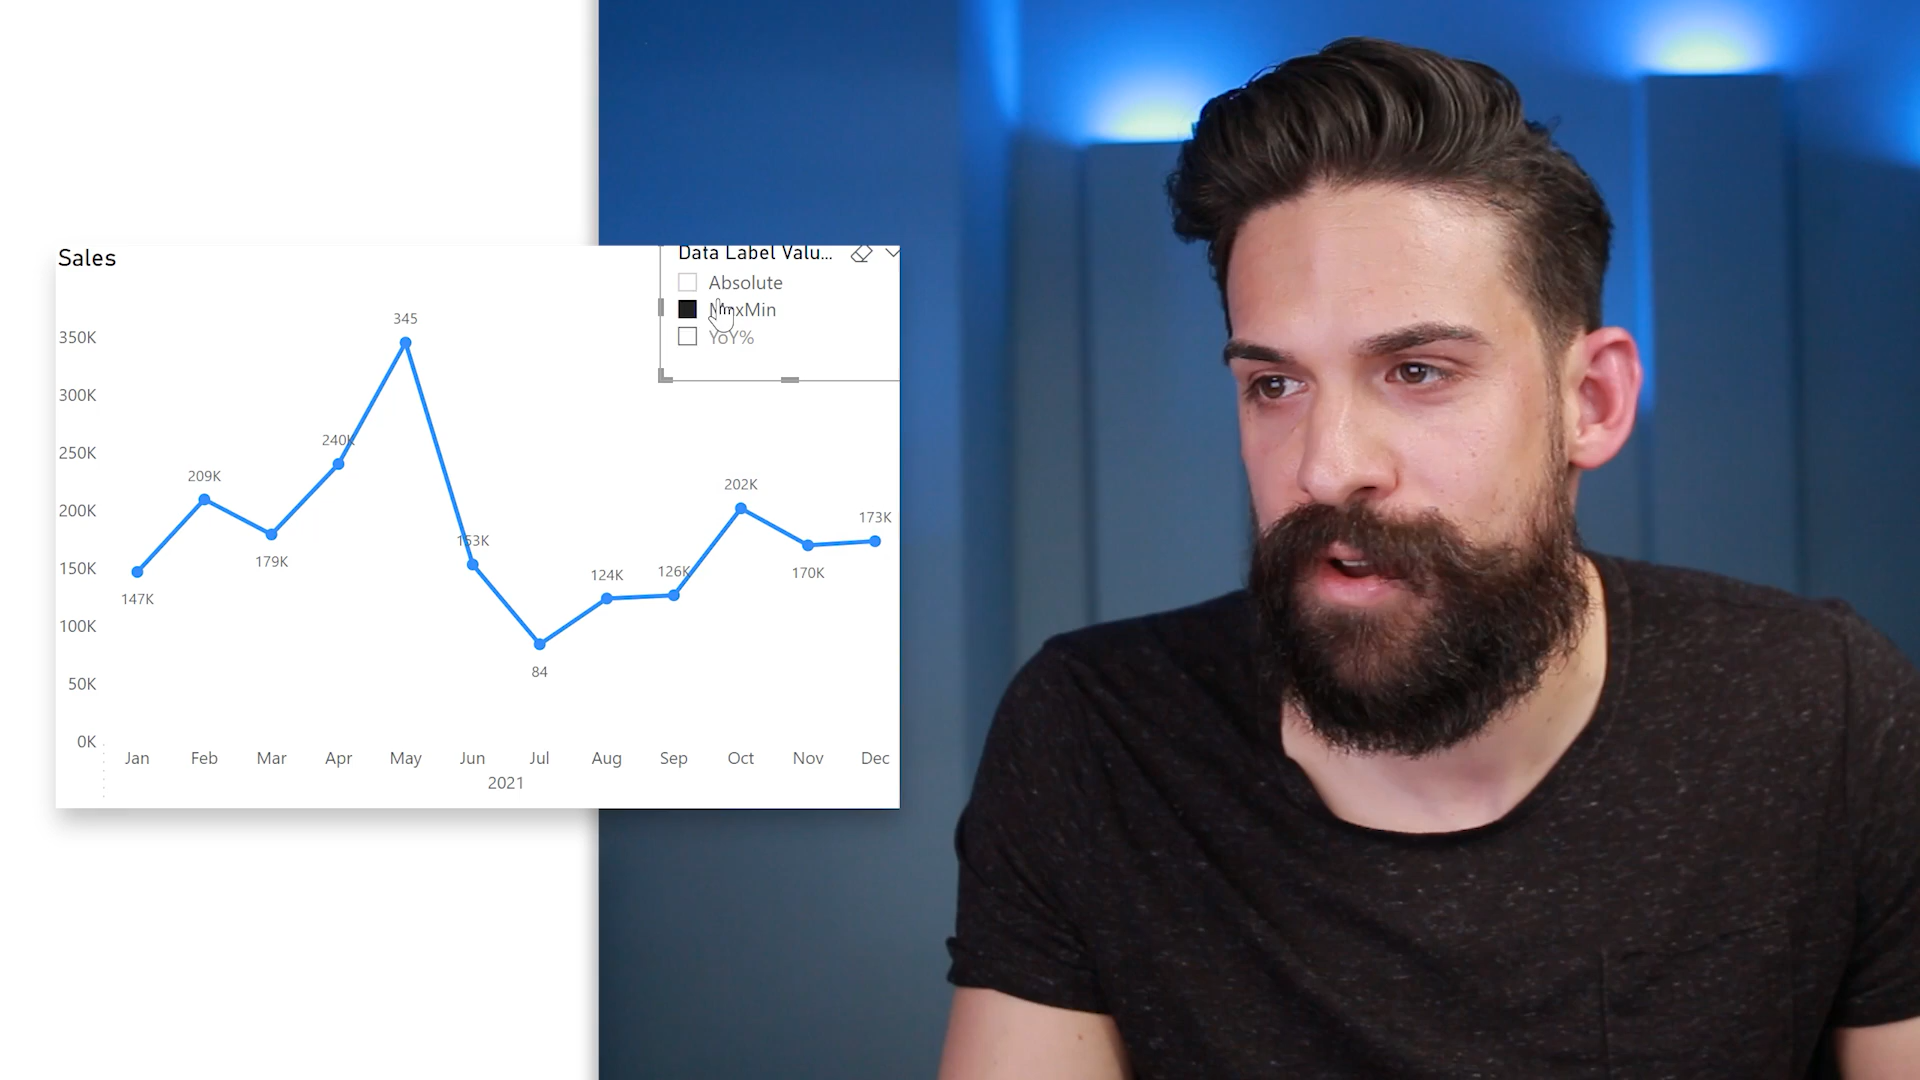 Sales
Data Label Valu...
Absolute
MaxMin
YoY%
350K
300K
250K
200K
150K
100K
50K
0K
147K
209K
179K
240K
345
153K
84
124K
126K
202K
170K
173K
Jan Feb Mar Apr May Jun Jul Aug Sep Oct Nov Dec
2021